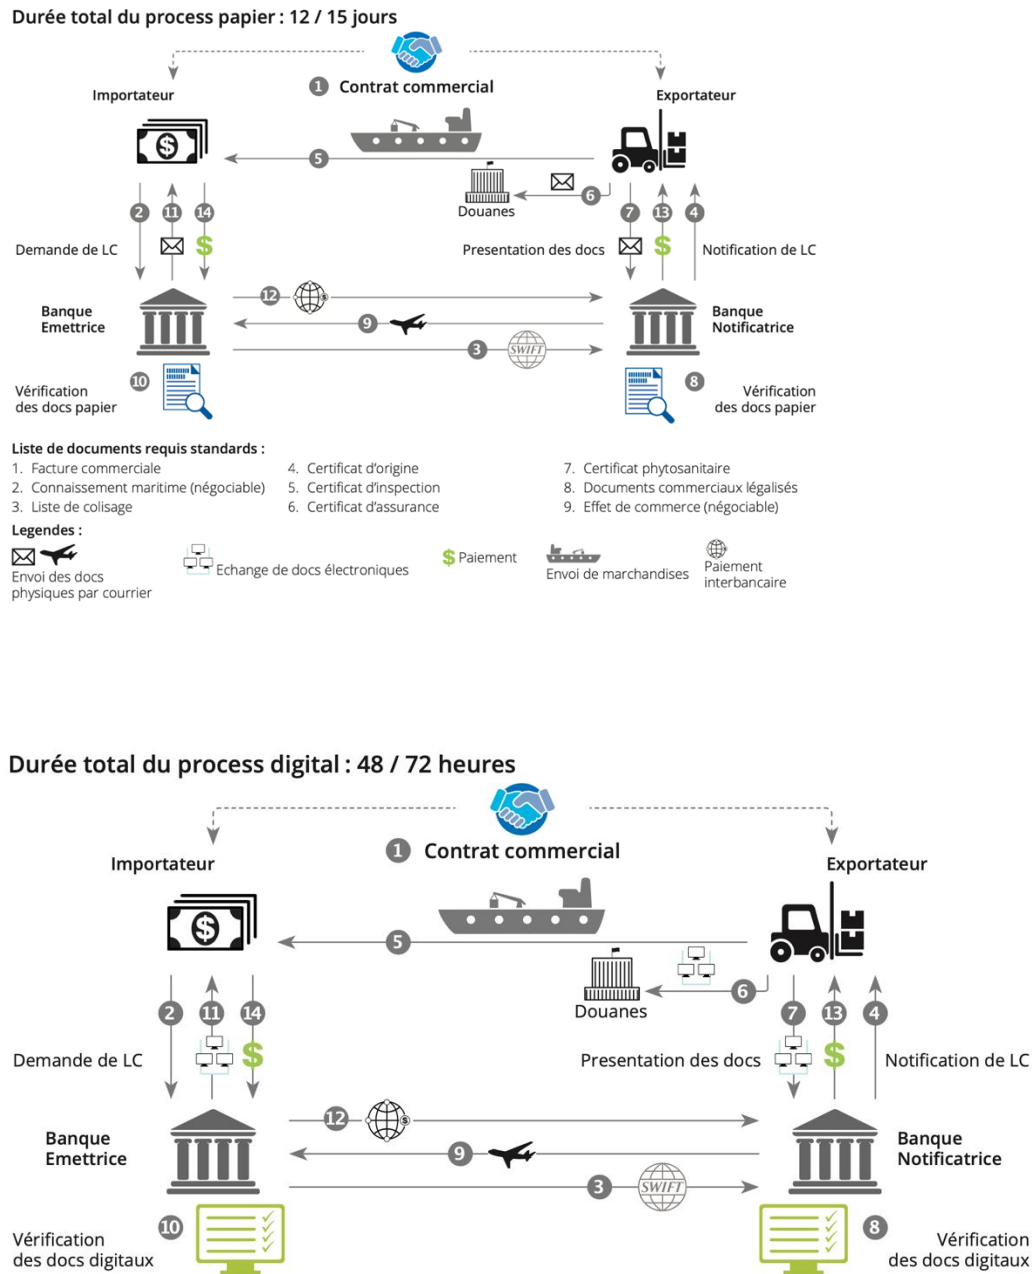 Durée total du process papier : 12 / 15 jours
1 Contrat commercial
Importateur
Exportateur
$
5
6
Douanes
2
11
14
7
13
4
Demande de LC
$
Presentation des docs
$
Notification de LC
12
$
Banque
Emettrice
9
Banque
Notificatrice
3
SWIFT
10
Vérification
des docs papier
8
Vérification
des docs papier
Liste de documents requis standards :
1. Facture commerciale
2. Connaissement maritime (négociable)
3. Liste de colisage
4. Certificat d'origine
5. Certificat d'inspection
6. Certificat d'assurance
7. Certificat phytosanitaire
8. Documents commerciaux légalisés
9. Effet de commerce (négociable)
Legendes :
Envoi des docs
physiques par courrier
Echange de docs électroniques
$ Paiement
Envoi de marchandises
Paiement
interbancaire
Durée total du process digital : 48 / 72 heures
1 Contrat commercial
Importateur
Exportateur
$
5
6
Douanes
2
11
14
7
13
4
Demande de LC
$
Presentation des docs
$
Notification de LC
12
$
Banque
Emettrice
9
Banque
Notificatrice
3
SWIFT
10
Vérification
des docs digitaux
8
Vérification
des docs digitaux